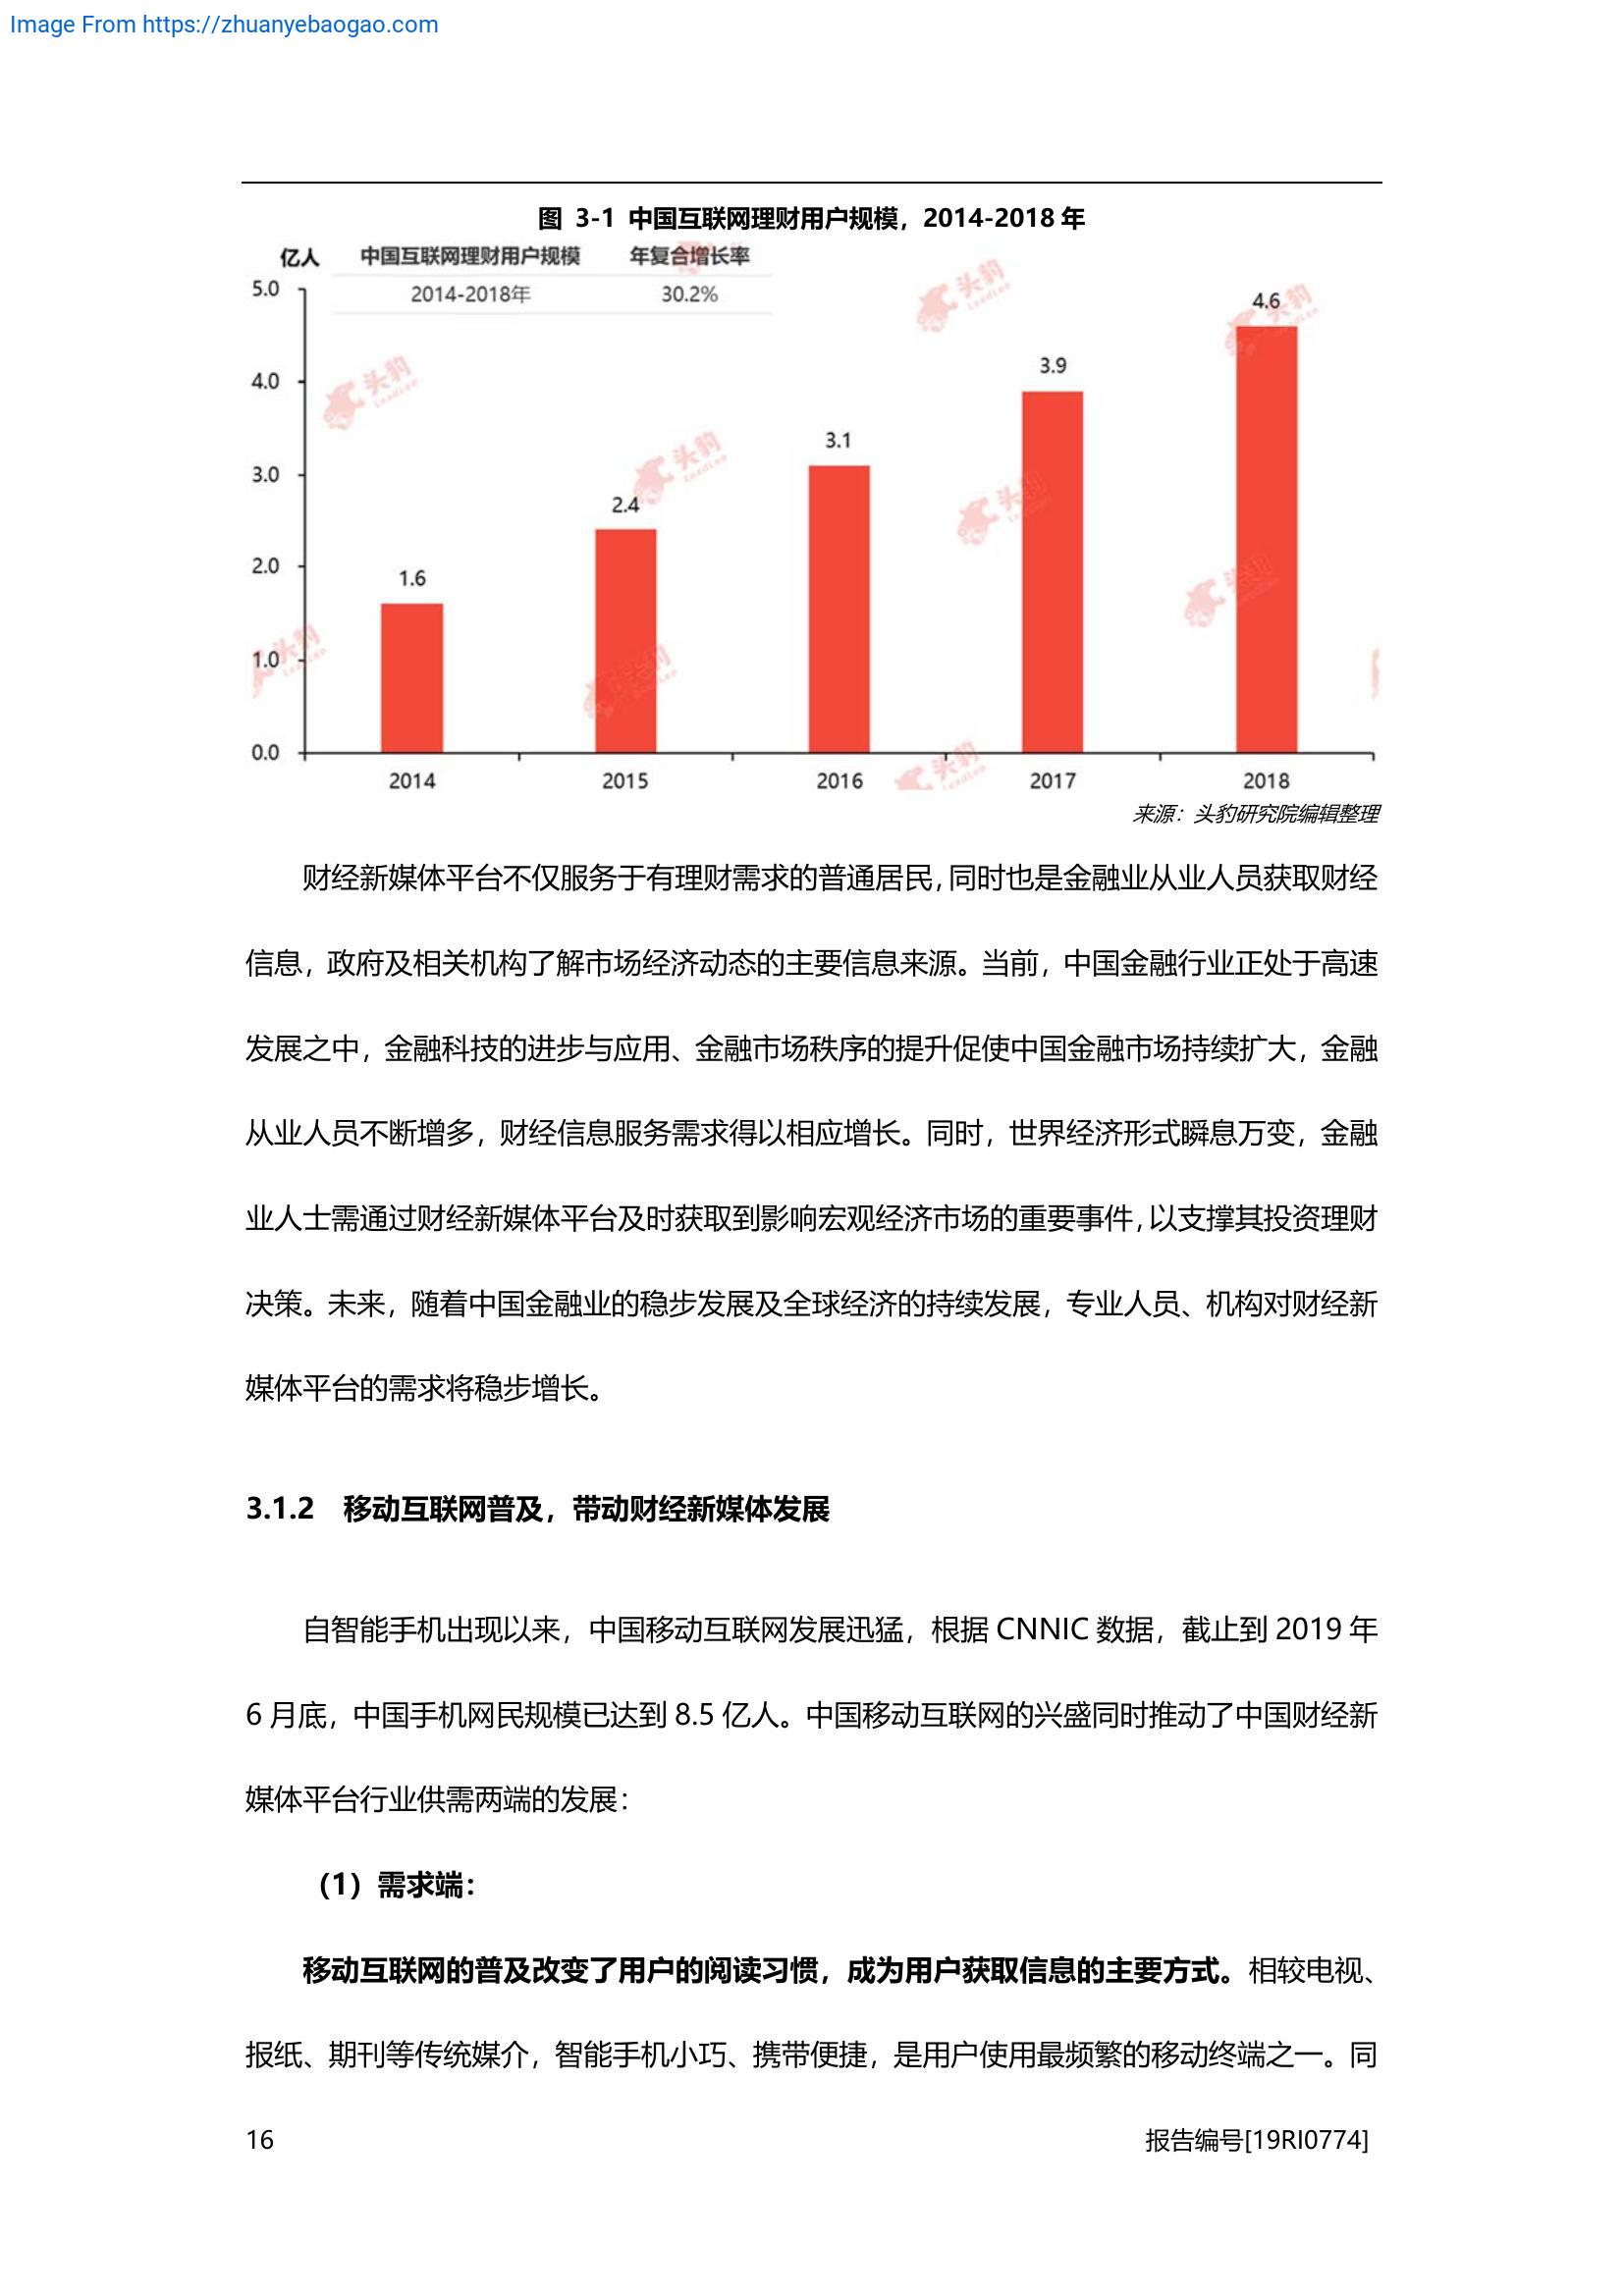 Image From https://zhuanyebaogao.com
图 3-1 中国互联网理财用户规模，2014-2018 年
亿人 中国互联网理财用户规模 年复合增长率
2014-2018年 30.2%
5.0
4.0
3.0
2.0
1.0
0.0
1.6
2.4
3.1
3.9
4.6
2014 2015 2016 2017 2018
头豹
LeadLeo
来源：头豹研究院编辑整理
财经新媒体平台不仅服务于有理财需求的普通居民，同时也是金融业从业人员获取财经
信息，政府及相关机构了解市场经济动态的主要信息来源。当前，中国金融行业正处于高速
发展之中，金融科技的进步与应用、金融市场秩序的提升促使中国金融市场持续扩大，金融
从业人员不断增多，财经信息服务需求得以相应增长。同时，世界经济形式瞬息万变，金融
业人士需通过财经新媒体平台及时获取到影响宏观经济市场的重要事件，以支撑其投资理财
决策。未来，随着中国金融业的稳步发展及全球经济的持续发展，专业人员、机构对财经新
媒体平台的需求将稳步增长。
3.1.2 移动互联网普及，带动财经新媒体发展
自智能手机出现以来，中国移动互联网发展迅猛，根据 CNNIC 数据，截止到 2019 年
6 月底，中国手机网民规模已达到 8.5 亿人。中国移动互联网的兴盛同时推动了中国财经新
媒体平台行业供需两端的发展：
（1）需求端：
移动互联网的普及改变了用户的阅读习惯，成为用户获取信息的主要方式。相较电视、
报纸、期刊等传统媒介，智能手机小巧、携带便捷，是用户使用最频繁的移动终端之一。同
16 报告编号[19RI0774]